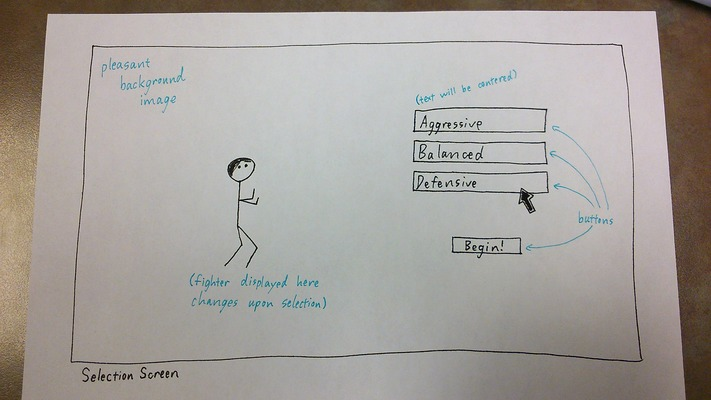 pleasant
background
image
(text will be centered)
Aggressive
Balanced
Defensive
buttons
Begin!
(fighter displayed here
changes upon selection)
Selection Screen